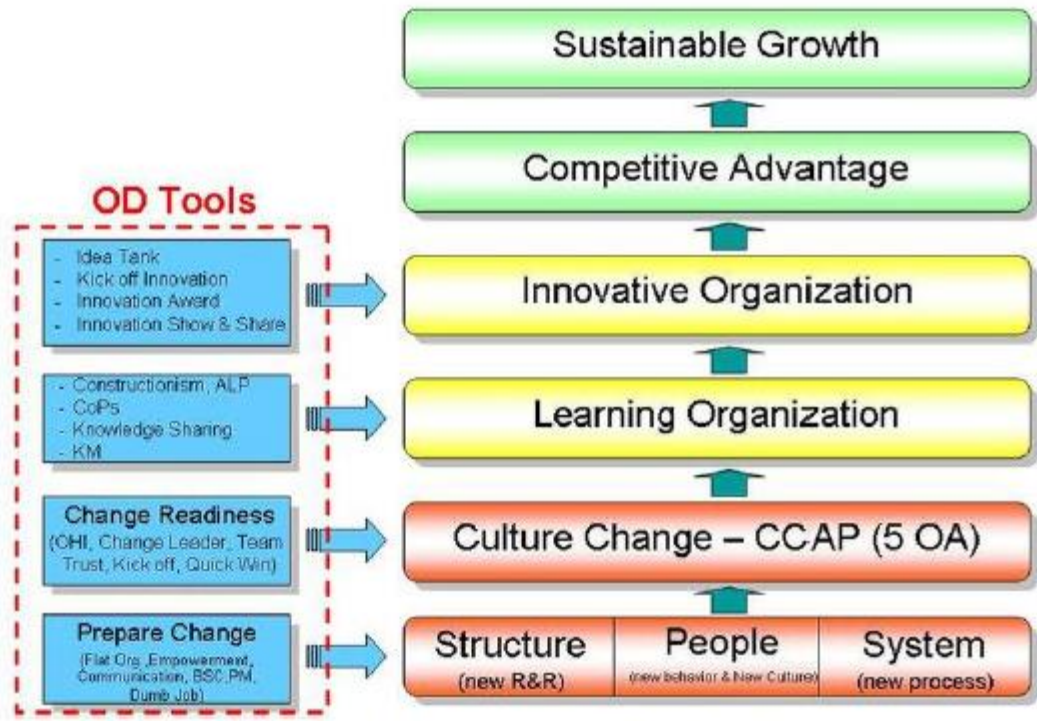 Sustainable Growth
Competitive Advantage
OD Tools
- Idea Tank
- Kick off Innovation
- Innovation Award
- Innovation Show & Share
Innovative Organization
- Constructionism, ALP
- CoPs
- Knowledge Sharing
- KM
Learning Organization
Change Readiness
(OHI, Change Leader, Team
Trust, Kick off, Quick Win)
Culture Change – CCAP (5 OA)
Prepare Change
(Flat Org ,Empowerment,
Communication, BSC,PM,
Dumb Job)
Structure
(new R&R)
People
(new behavior & New Culture)
System
(new process)